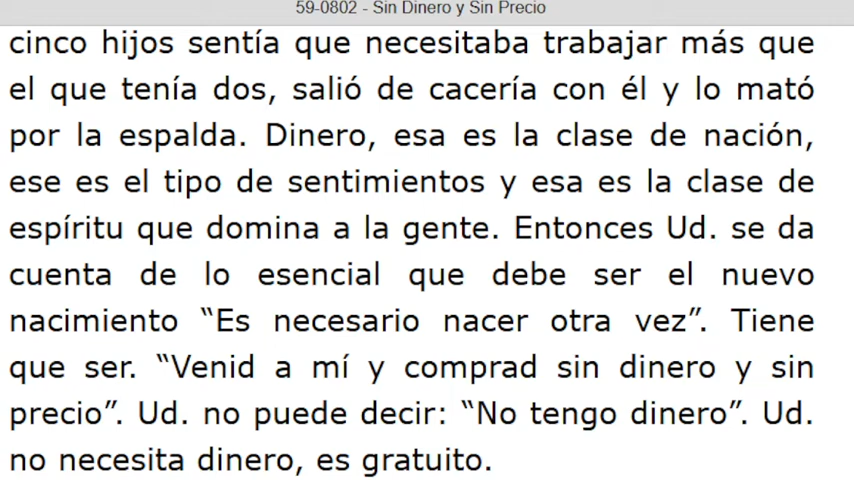 59-0802 - Sin Dinero y Sin Precio
cinco hijos sentía que necesitaba trabajar más que
el que tenía dos, salió de cacería con él y lo mató
por la espalda. Dinero, esa es la clase de nación,
ese es el tipo de sentimientos y esa es la clase de
espíritu que domina a la gente. Entonces Ud. se da
cuenta de lo esencial que debe ser el nuevo
nacimiento “Es necesario nacer otra vez”. Tiene
que ser. “Venid a mí y comprad sin dinero y sin
precio”. Ud. no puede decir: “No tengo dinero”. Ud.
no necesita dinero, es gratuito.